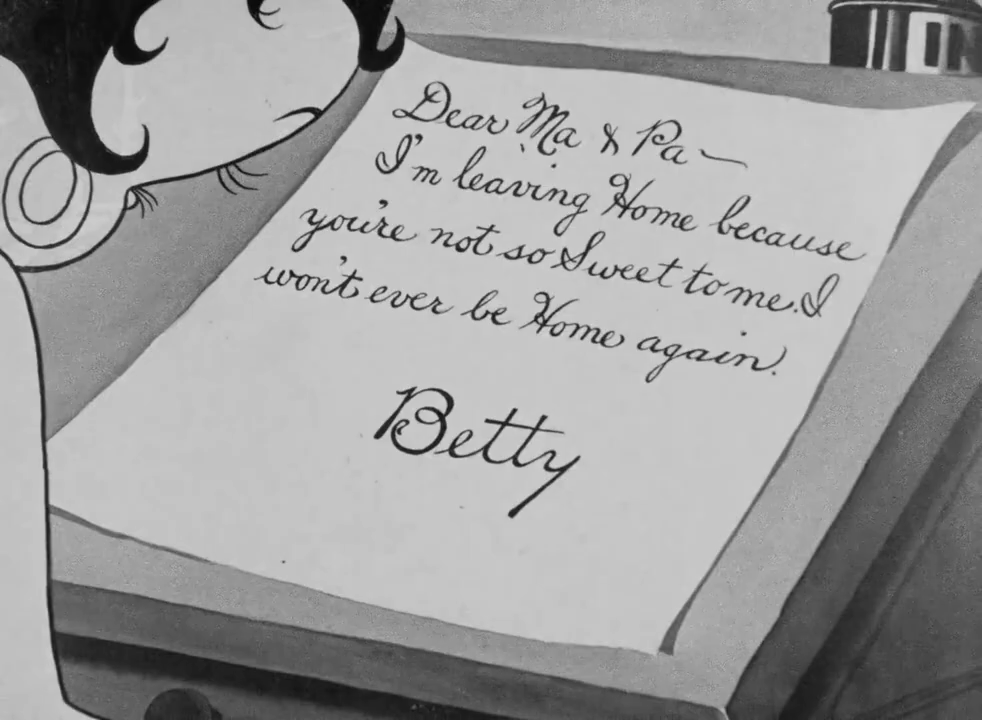 Dear Ma & Pa—
I'm leaving Home because
you're not so Sweet to me. I
won't ever be Home again.
Betty